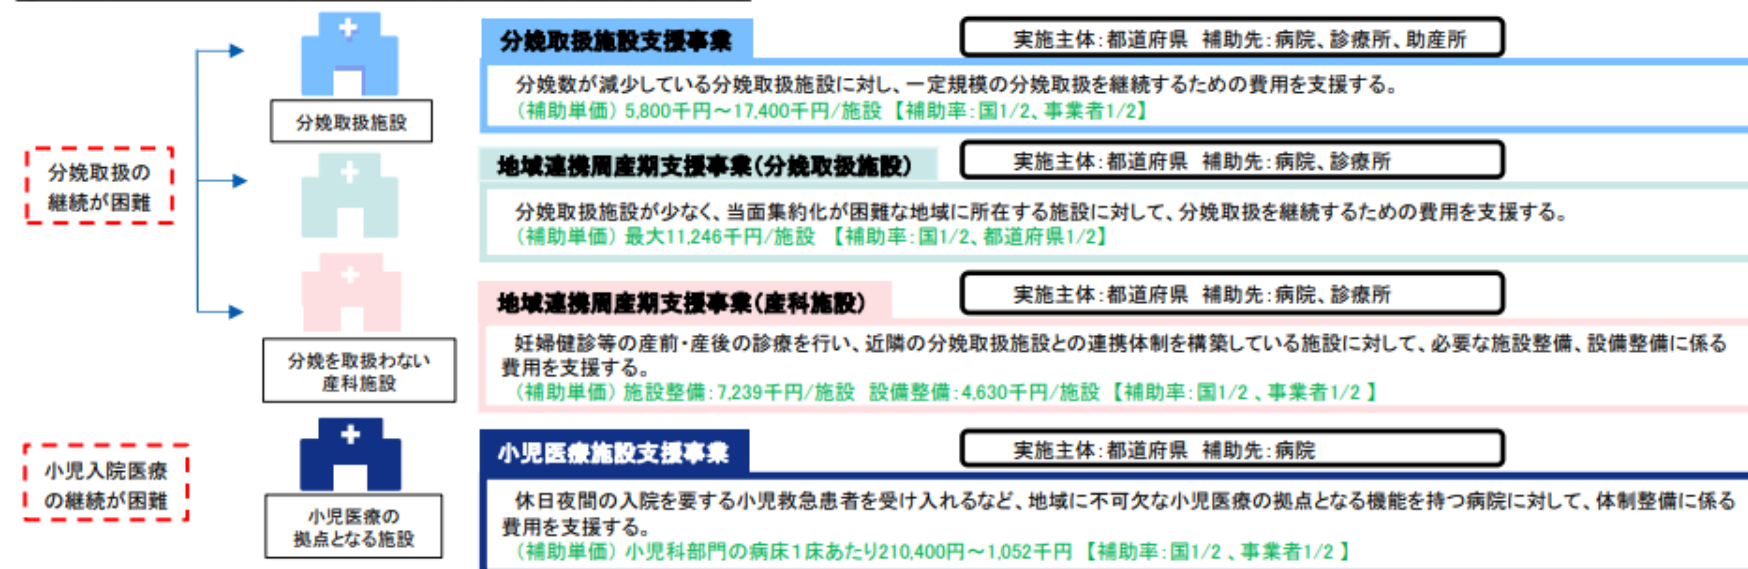 分娩取扱の
継続が困難
分娩取扱施設
分娩取扱施設支援事業
実施主体：都道府県 補助先：病院、診療所、助産所
分娩数が減少している分娩取扱施設に対し、一定規模の分娩取扱を継続するための費用を支援する。
（補助単価） 5,800千円～17,400千円/施設 【補助率：国1/2、事業者1/2】
地域連携周産期支援事業（分娩取扱施設）
実施主体：都道府県 補助先：病院、診療所
分娩取扱施設が少なく、当面集約化が困難な地域に所在する施設に対して、分娩取扱を継続するための費用を支援する。
（補助単価） 最大11,246千円/施設 【補助率：国1/2、都道府県1/2】
分娩を取扱わない
産科施設
地域連携周産期支援事業（産科施設）
実施主体：都道府県 補助先：病院、診療所
妊婦健診等の産前・産後の診療を行い、近隣の分娩取扱施設との連携体制を構築している施設に対して、必要な施設整備、設備整備に係る
費用を支援する。
（補助単価） 施設整備：7,239千円/施設 設備整備：4,630千円/施設 【補助率：国1/2 、事業者1/2 】
小児入院医療
の継続が困難
小児医療の
拠点となる施設
小児医療施設支援事業
実施主体：都道府県 補助先：病院
休日夜間の入院を要する小児救急患者を受け入れるなど、地域に不可欠な小児医療の拠点となる機能を持つ病院に対して、体制整備に係る
費用を支援する。
（補助単価） 小児科部門の病床１床あたり210,400円～1,052千円 【補助率：国1/2 、事業者1/2 】